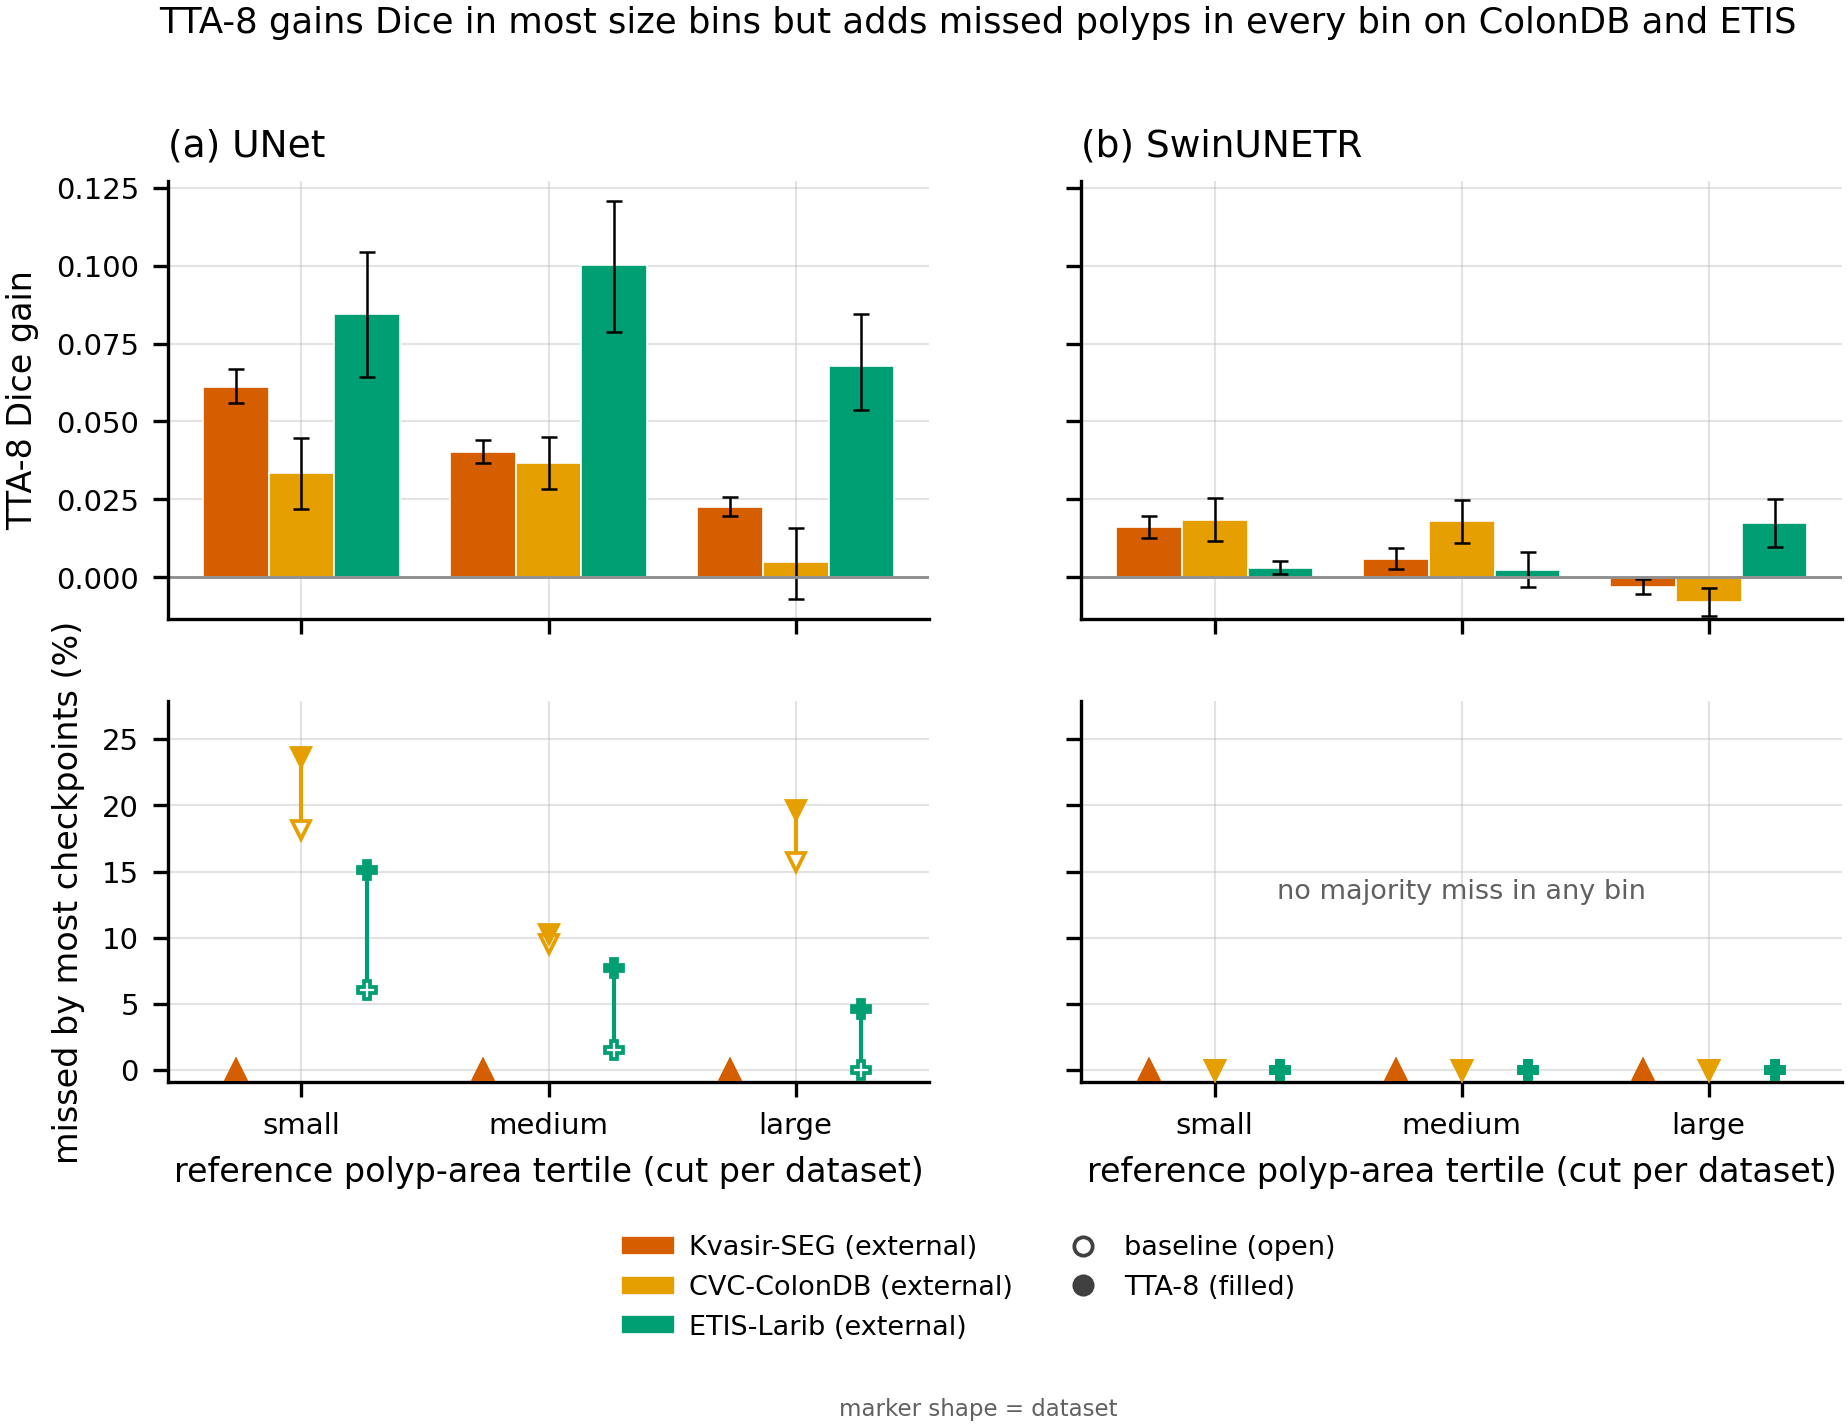 TTA-8 gains Dice in most size bins but adds missed polyps in every bin on ColonDB and ETIS
(a) UNet
(b) SwinUNETR
TTA-8 Dice gain
0.125
0.100
0.075
0.050
0.025
0.000
missed by most checkpoints (%)
25
20
15
10
5
0
no majority miss in any bin
small
medium
large
small
medium
large
reference polyp-area tertile (cut per dataset)
reference polyp-area tertile (cut per dataset)
Kvasir-SEG (external)
CVC-ColonDB (external)
ETIS-Larib (external)
baseline (open)
TTA-8 (filled)
marker shape = dataset